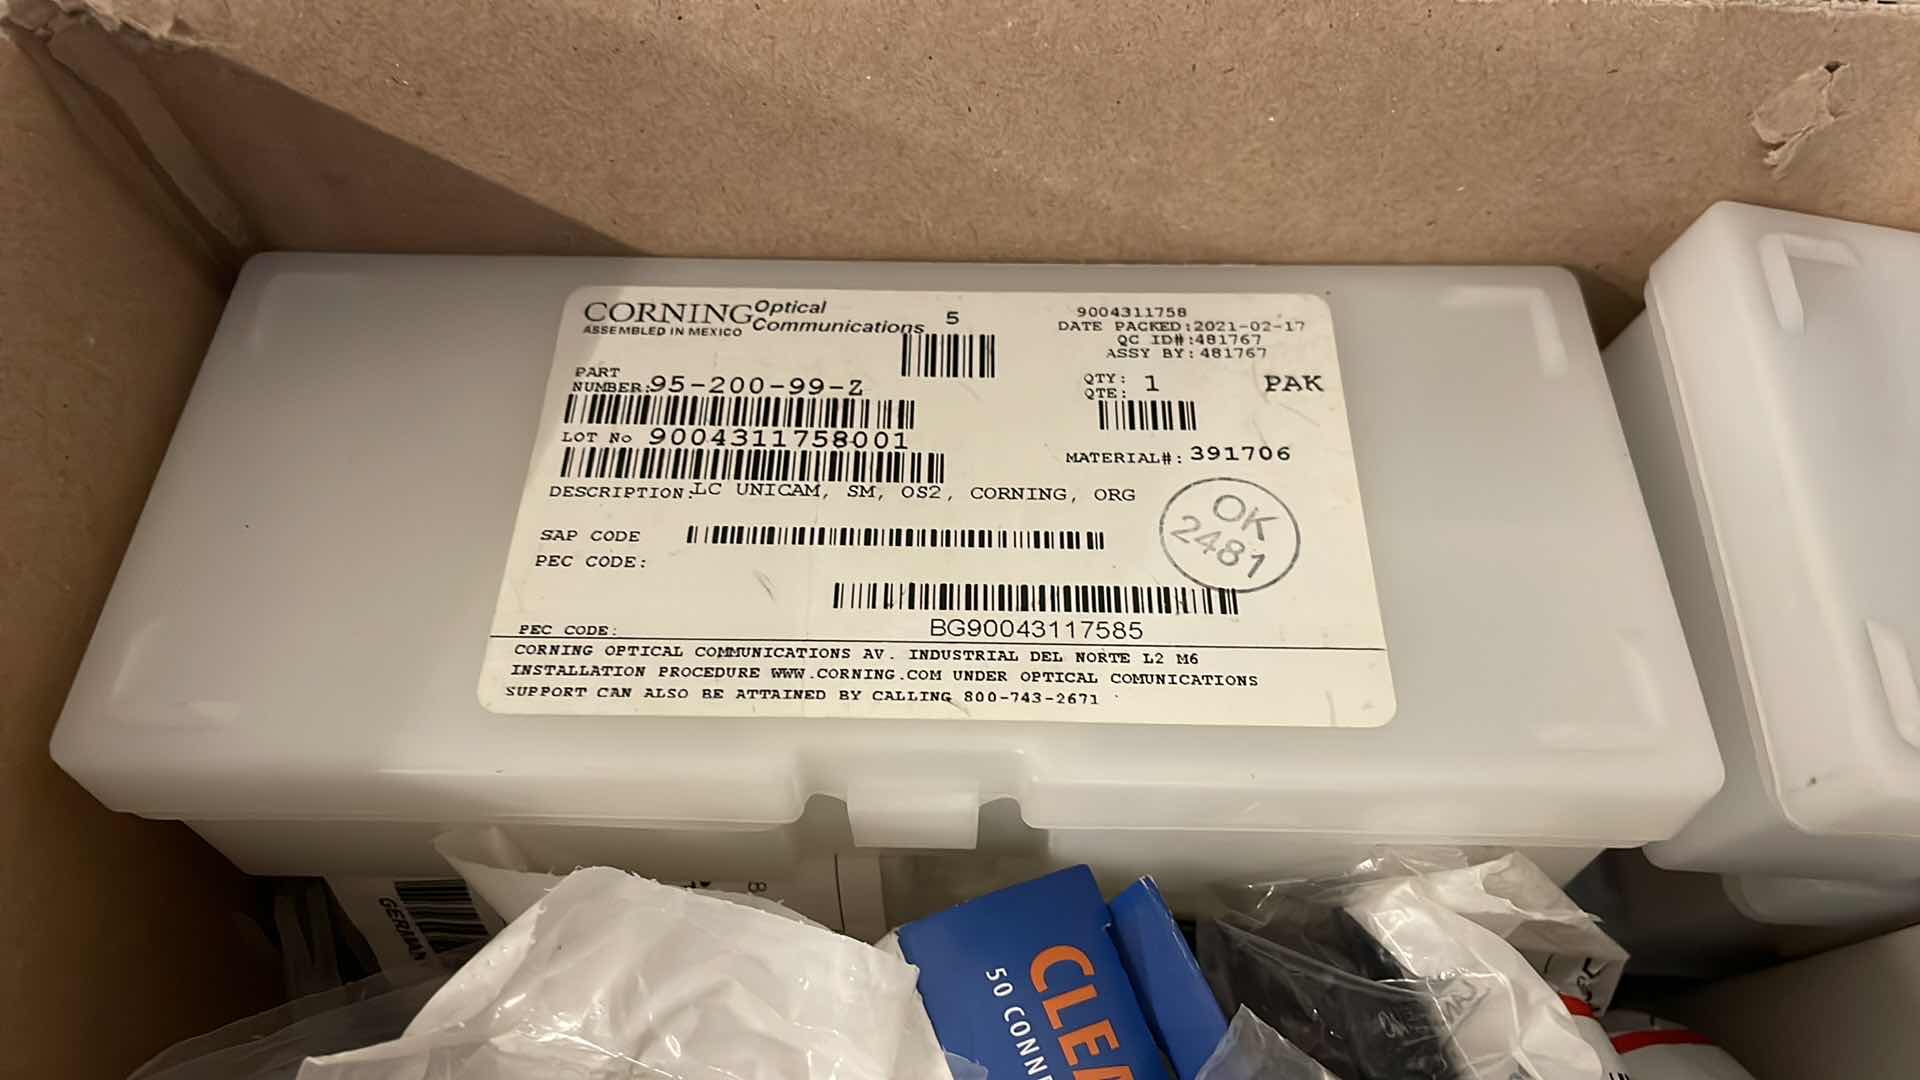 CORNING Optical Communications
ASSEMBLED IN MEXICO
5
9004311758
DATE PACKED:2021-02-17
QC ID#:481767
ASSY BY:481767
PART NUMBER:95-200-99-Z
QTY: 1
QTE:
PAK
LOT No 9004311758001
MATERIAL#:391706
DESCRIPTION:LC UNICAM, SM, OS2, CORNING, ORG
OK
2481
SAP CODE
PEC CODE:
BG90043117585
PEC CODE:
CORNING OPTICAL COMMUNICATIONS AV. INDUSTRIAL DEL NORTE L2 M6
INSTALLATION PROCEDURE WWW.CORNING.COM UNDER OPTICAL COMUNICATIONS
SUPPORT CAN ALSO BE ATTAINED BY CALLING 800-743-2671
8
50